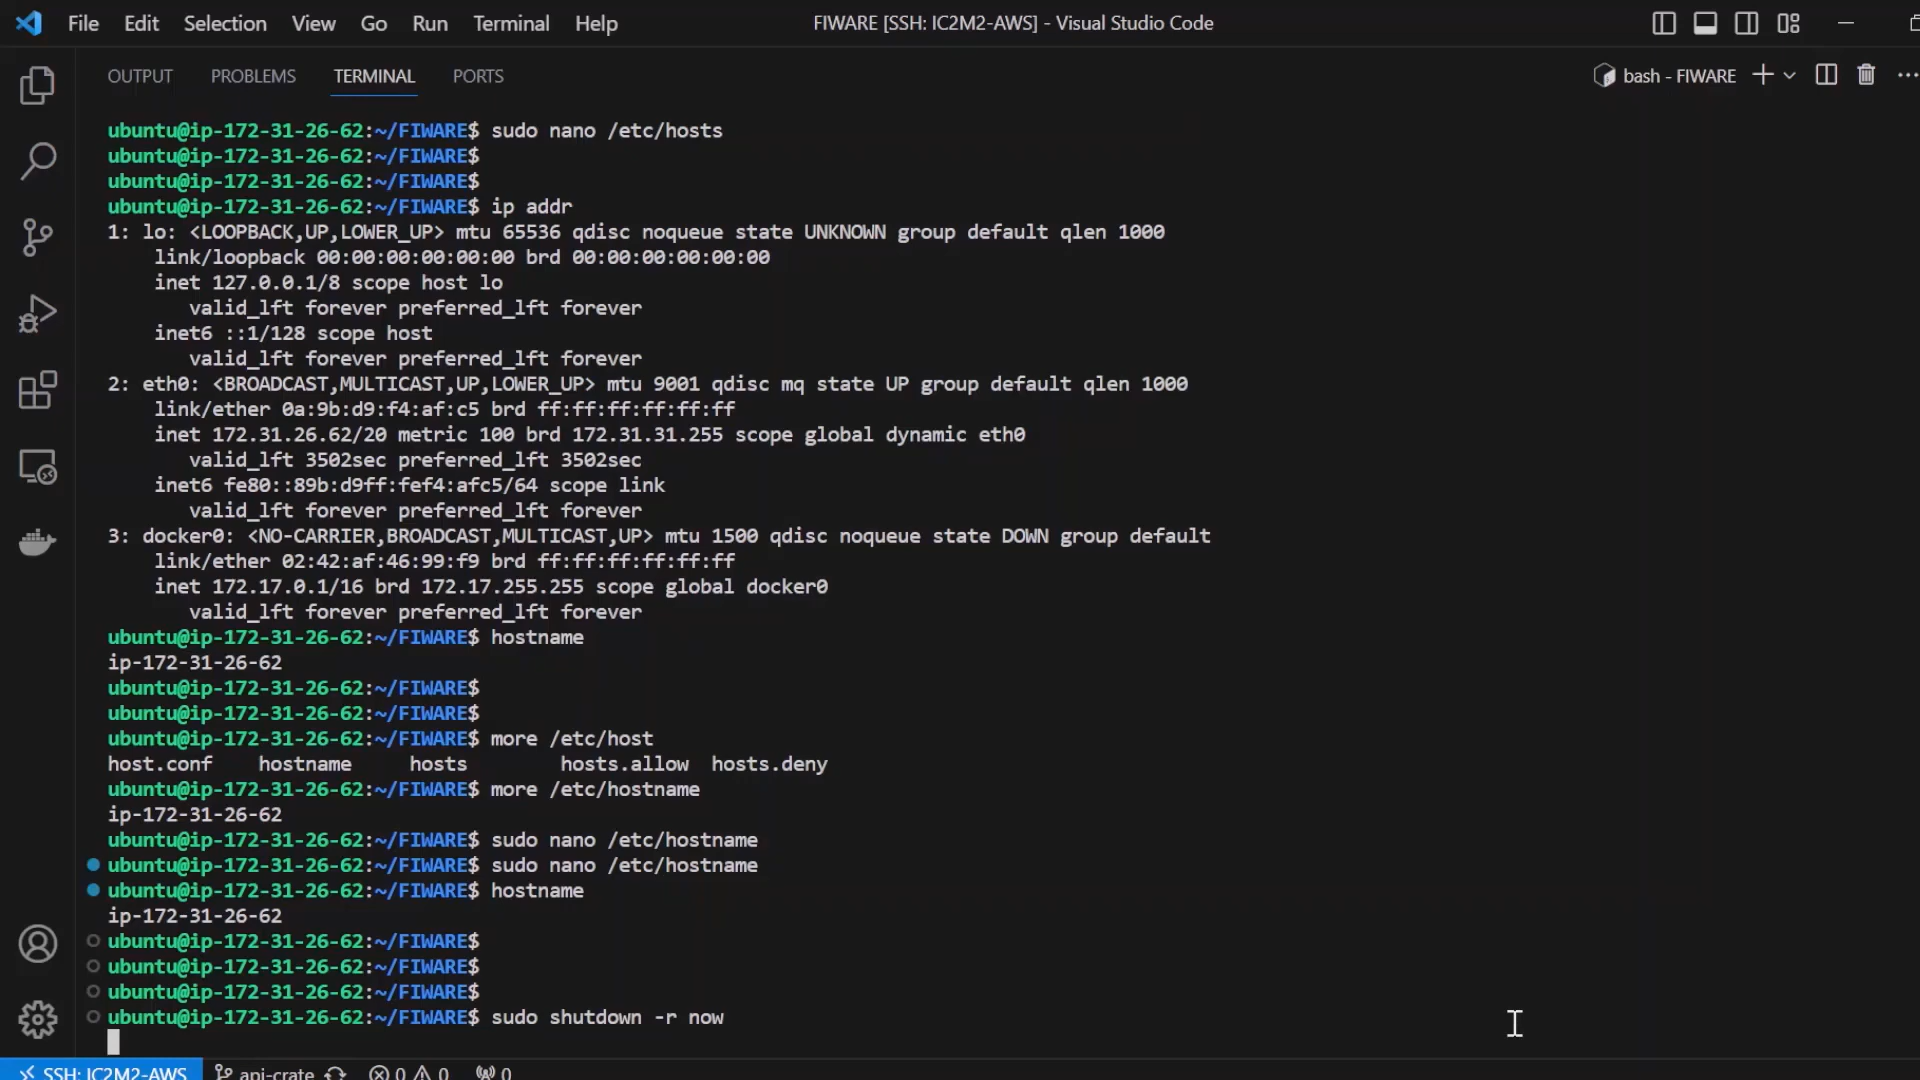 File Edit Selection View Go Run Terminal Help FIWARE [SSH: IC2M2-AWS] - Visual Studio Code
OUTPUT PROBLEMS TERMINAL PORTS bash - FIWARE
ubuntu@ip-172-31-26-62:~/FIWARE$ sudo nano /etc/hosts
ubuntu@ip-172-31-26-62:~/FIWARE$
ubuntu@ip-172-31-26-62:~/FIWARE$
ubuntu@ip-172-31-26-62:~/FIWARE$ ip addr
1: lo: <LOOPBACK,UP,LOWER_UP> mtu 65536 qdisc noqueue state UNKNOWN group default qlen 1000
link/loopback 00:00:00:00:00:00 brd 00:00:00:00:00:00
inet 127.0.0.1/8 scope host lo
valid_lft forever preferred_lft forever
inet6 ::1/128 scope host
valid_lft forever preferred_lft forever
2: eth0: <BROADCAST,MULTICAST,UP,LOWER_UP> mtu 9001 qdisc mq state UP group default qlen 1000
link/ether 0a:9b:d9:f4:af:c5 brd ff:ff:ff:ff:ff:ff
inet 172.31.26.62/20 metric 100 brd 172.31.31.255 scope global dynamic eth0
valid_lft 3502sec preferred_lft 3502sec
inet6 fe80::89b:d9ff:fef4:afc5/64 scope link
valid_lft forever preferred_lft forever
3: docker0: <NO-CARRIER,BROADCAST,MULTICAST,UP> mtu 1500 qdisc noqueue state DOWN group default
link/ether 02:42:af:46:99:f9 brd ff:ff:ff:ff:ff:ff
inet 172.17.0.1/16 brd 172.17.255.255 scope global docker0
valid_lft forever preferred_lft forever
ubuntu@ip-172-31-26-62:~/FIWARE$ hostname
ip-172-31-26-62
ubuntu@ip-172-31-26-62:~/FIWARE$
ubuntu@ip-172-31-26-62:~/FIWARE$
ubuntu@ip-172-31-26-62:~/FIWARE$ more /etc/host
host.conf hostname hosts hosts.allow hosts.deny
ubuntu@ip-172-31-26-62:~/FIWARE$ more /etc/hostname
ip-172-31-26-62
ubuntu@ip-172-31-26-62:~/FIWARE$ sudo nano /etc/hostname
ubuntu@ip-172-31-26-62:~/FIWARE$ sudo nano /etc/hostname
ubuntu@ip-172-31-26-62:~/FIWARE$ hostname
ip-172-31-26-62
ubuntu@ip-172-31-26-62:~/FIWARE$
ubuntu@ip-172-31-26-62:~/FIWARE$
ubuntu@ip-172-31-26-62:~/FIWARE$
ubuntu@ip-172-31-26-62:~/FIWARE$ sudo shutdown -r now
SSH: IC2M2-AWS api-crate 0 0 0